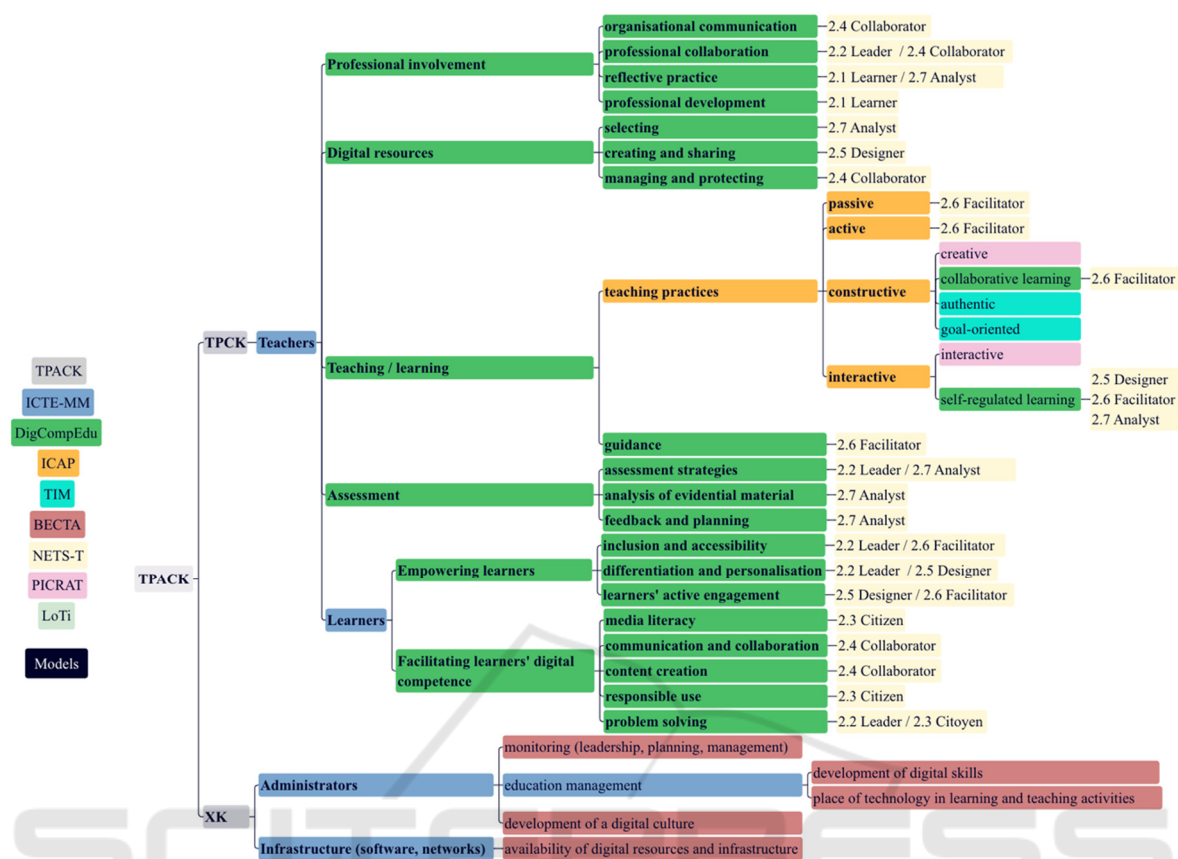 TPACK
ICTE-MM
DigCompEdu
ICAP
TIM
BECTA
NETS-T
PICRAT
LoTi
Models
TPACK
TPCK
Teachers
Professional involvement
organisational communication
2.4 Collaborator
professional collaboration
2.2 Leader / 2.4 Collaborator
reflective practice
2.1 Learner / 2.7 Analyst
professional development
2.1 Learner
Digital resources
selecting
2.7 Analyst
creating and sharing
2.5 Designer
managing and protecting
2.4 Collaborator
Teaching / learning
teaching practices
passive
2.6 Facilitator
active
2.6 Facilitator
constructive
creative
collaborative learning
2.6 Facilitator
authentic
goal-oriented
interactive
interactive
self-regulated learning
2.5 Designer
2.6 Facilitator
2.7 Analyst
guidance
2.6 Facilitator
Assessment
assessment strategies
2.2 Leader / 2.7 Analyst
analysis of evidential material
2.7 Analyst
feedback and planning
2.7 Analyst
Learners
Empowering learners
inclusion and accessibility
2.2 Leader / 2.6 Facilitator
differentiation and personalisation
2.2 Leader / 2.5 Designer
learners' active engagement
2.5 Designer / 2.6 Facilitator
Facilitating learners' digital
competence
media literacy
2.3 Citizen
communication and collaboration
2.4 Collaborator
content creation
2.4 Collaborator
responsible use
2.3 Citizen
problem solving
2.2 Leader / 2.3 Citoyen
XK
Administrators
monitoring (leadership, planning, management)
education management
development of digital skills
place of technology in learning and teaching activities
development of a digital culture
Infrastructure (software, networks)
availability of digital resources and infrastructure